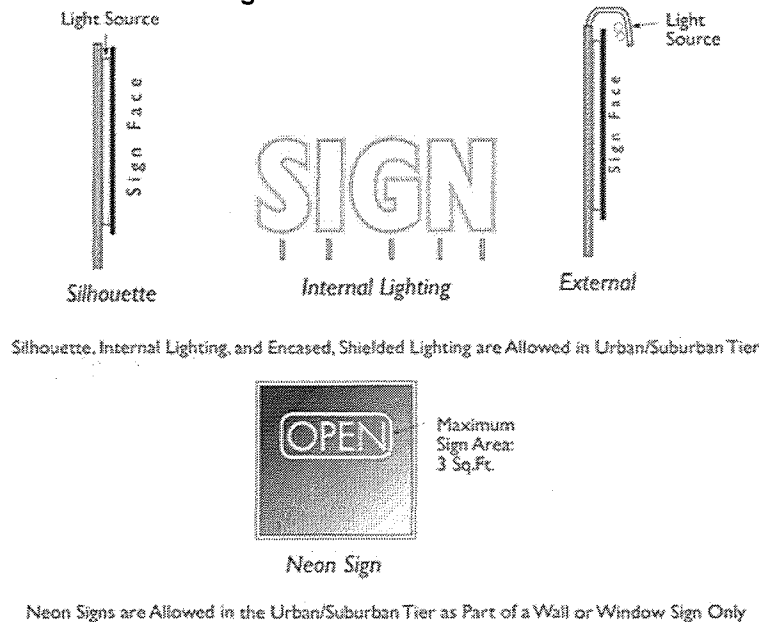 Light Source
Sign Face
Silhouette
SIGN
Internal Lighting
Light
Source
Sign Face
External
Silhouette, Internal Lighting, and Encased, Shielded Lighting are Allowed in Urban/Suburban Tier
OPEN
Maximum
Sign Area:
3 Sq.Ft.
Neon Sign
Neon Signs are Allowed in the Urban/Suburban Tier as Part of a Wall or Window Sign Only